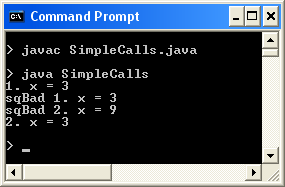 Command Prompt
> javac SimpleCalls.java
> java SimpleCalls
1. x = 3
sqBad 1. x = 3
sqBad 2. x = 9
2. x = 3
> _